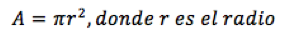 A = πr², donde r es el radio